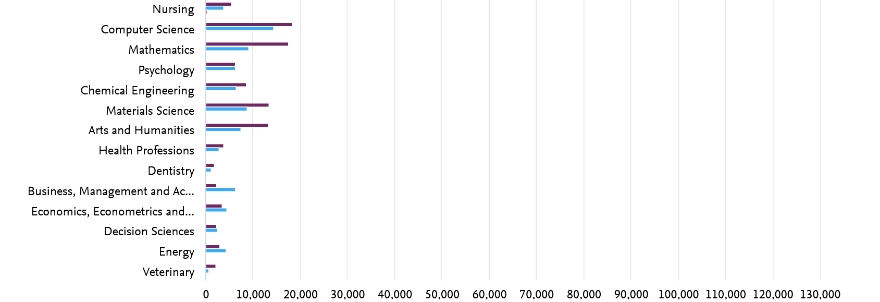 Nursing
Computer Science
Mathematics
Psychology
Chemical Engineering
Materials Science
Arts and Humanities
Health Professions
Dentistry
Business, Management and Ac...
Economics, Econometrics and...
Decision Sciences
Energy
Veterinary
0 10,000 20,000 30,000 40,000 50,000 60,000 70,000 80,000 90,000 100,000 110,000 120,000 130,000